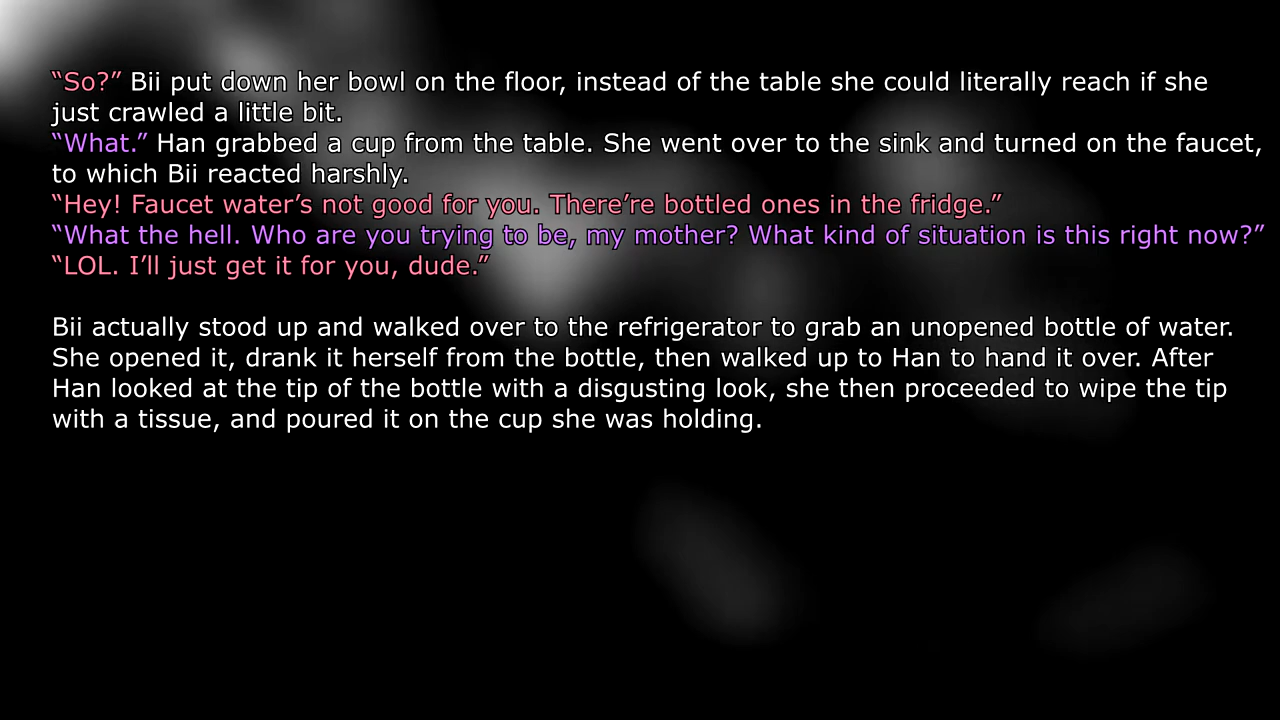 “So?” Bii put down her bowl on the floor, instead of the table she could literally reach if she
just crawled a little bit.
“What.” Han grabbed a cup from the table. She went over to the sink and turned on the faucet,
to which Bii reacted harshly.
“Hey! Faucet water’s not good for you. There’re bottled ones in the fridge.”
“What the hell. Who are you trying to be, my mother? What kind of situation is this right now?”
“LOL. I’ll just get it for you, dude.”
Bii actually stood up and walked over to the refrigerator to grab an unopened bottle of water.
She opened it, drank it herself from the bottle, then walked up to Han to hand it over. After
Han looked at the tip of the bottle with a disgusting look, she then proceeded to wipe the tip
with a tissue, and poured it on the cup she was holding.